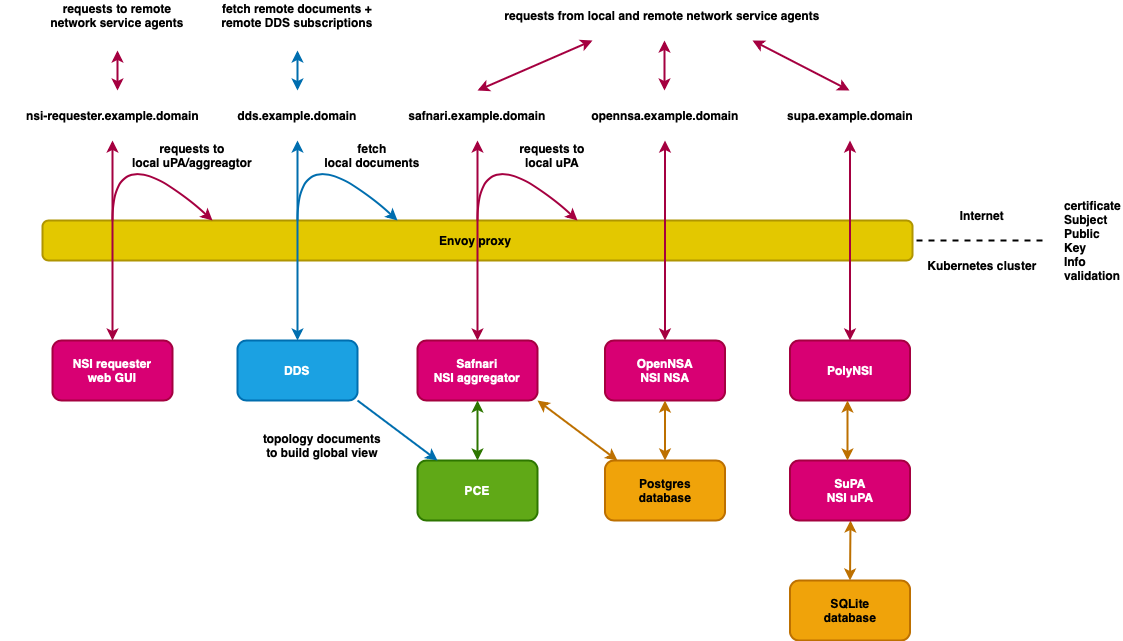 requests to remote
network service agents
fetch remote documents +
remote DDS subscriptions
requests from local and remote network service agents
nsi-requester.example.domain
dds.example.domain
safnari.example.domain
opennsa.example.domain
supa.example.domain
requests to
local uPA/aggreagtor
fetch
local documents
requests to
local uPA
Envoy proxy
Internet
Kubernetes cluster
certificate
Subject
Public
Key
Info
validation
NSI requester
web GUI
DDS
Safnari
NSI aggregator
OpenNSA
NSI NSA
PolyNSI
topology documents
to build global view
PCE
Postgres
database
SuPA
NSI uPA
SQLite
database